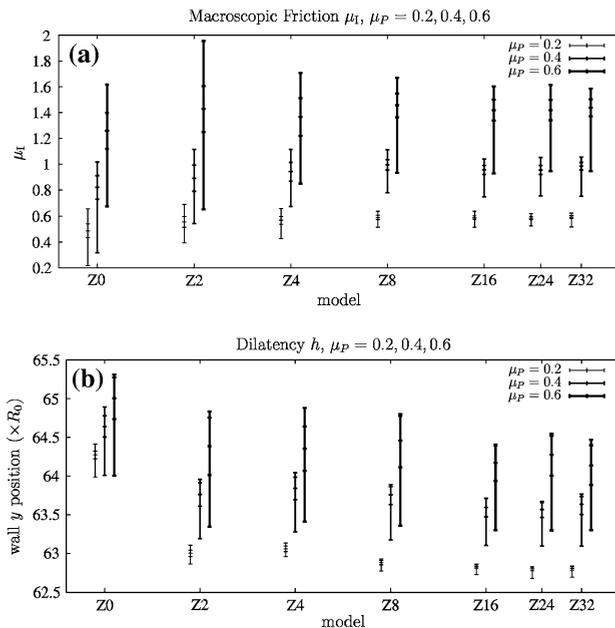 Macroscopic Friction μI, μP = 0.2, 0.4, 0.6
(a)
μP = 0.2
μP = 0.4
μP = 0.6
2
1.8
1.6
1.4
1.2
1
0.8
0.6
0.4
0.2
μI
Z0 Z2 Z4 Z8 Z16 Z24 Z32
model
Dilatency h, μP = 0.2, 0.4, 0.6
(b)
μP = 0.2
μP = 0.4
μP = 0.6
65.5
65
64.5
64
63.5
63
62.5
wall y position (×R0)
Z0 Z2 Z4 Z8 Z16 Z24 Z32
model